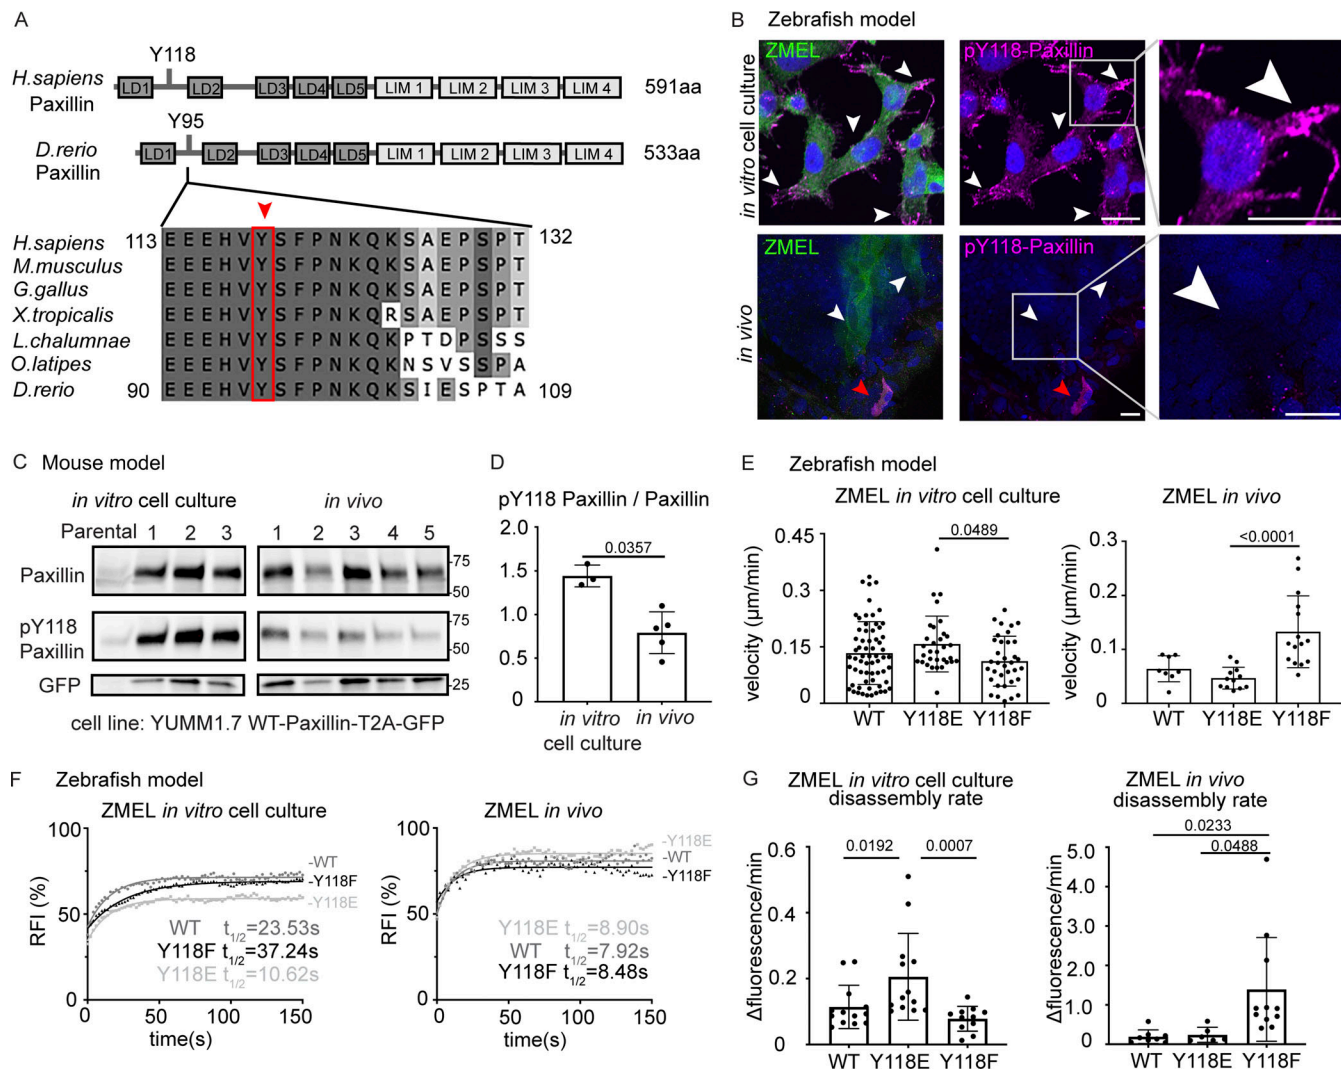 A
Y118
H.sapiens
Paxillin
LD1 LD2 LD3 LD4 LD5 LIM 1 LIM 2 LIM 3 LIM 4
591aa
Y95
D.rerio
Paxillin
LD1 LD2 LD3 LD4 LD5 LIM 1 LIM 2 LIM 3 LIM 4
533aa
H.sapiens 113 E E E H V Y S F P N K Q K S A E P S P T 132
M.musculus E E E H V Y S F P N K Q K S A E P S P T
G.gallus E E E H V Y S F P N K Q K S A E P S P T
X.tropicalis E E E H V Y S F P N K Q R S A E P S P T
L.chalumnae E E E H V Y S F P N K Q K P T D P S S S
O.latipes E E E H V Y S F P N K Q K N S V S S P A
D.rerio 90 E E E H V Y S F P N K Q K S I E S P T A 109
B Zebrafish model
in vitro cell culture
ZMEL
pY118-Paxillin
in vivo
ZMEL
pY118-Paxillin
C Mouse model
in vitro cell culture in vivo
Parental 1 2 3 1 2 3 4 5
Paxillin
-75
50
pY118
Paxillin
-75
50
GFP
-25
cell line: YUMM1.7 WT-Paxillin-T2A-GFP
D
pY118 Paxillin / Paxillin
2.0
1.5
1.0
0.5
0
0.0357
in vitro
cell culture
in vivo
E Zebrafish model
ZMEL in vitro cell culture
velocity (µm/min)
0.45
0.3
0.15
0
0.0489
WT Y118E Y118F
ZMEL in vivo
velocity (µm/min)
0.3
0.2
0.1
0
<0.0001
WT Y118E Y118F
F Zebrafish model
ZMEL in vitro cell culture
RFI (%)
100
50
0
-WT
-Y118F
-Y118E
WT t1/2=23.53s
Y118F t1/2=37.24s
Y118E t1/2=10.62s
0 50 100 150
time(s)
ZMEL in vivo
RFI (%)
100
50
0
-Y118E
-WT
-Y118F
Y118E t1/2=8.90s
WT t1/2=7.92s
Y118F t1/2=8.48s
0 50 100 150
time(s)
G ZMEL in vitro cell culture
disassembly rate
Δfluorescence/min
0.6
0.4
0.2
0
0.0192 0.0007
WT Y118E Y118F
ZMEL in vivo
disassembly rate
Δfluorescence/min
5.0
4.0
3.0
2.0
1.0
0
0.0233
0.0488
WT Y118E Y118F